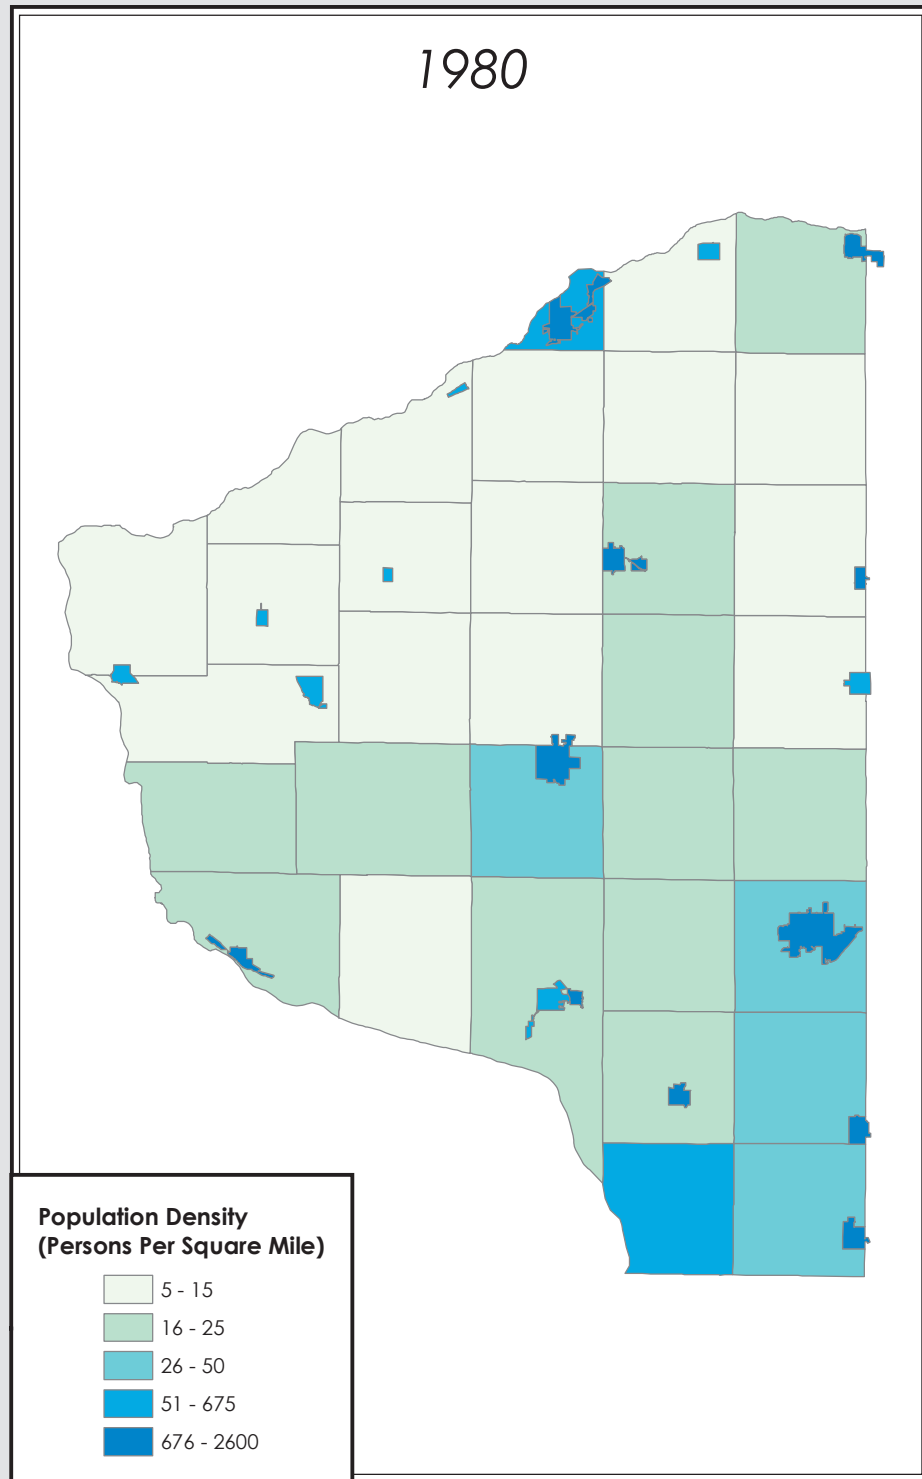 1980
Population Density
(Persons Per Square Mile)
5 - 15
16 - 25
26 - 50
51 - 675
676 - 2600